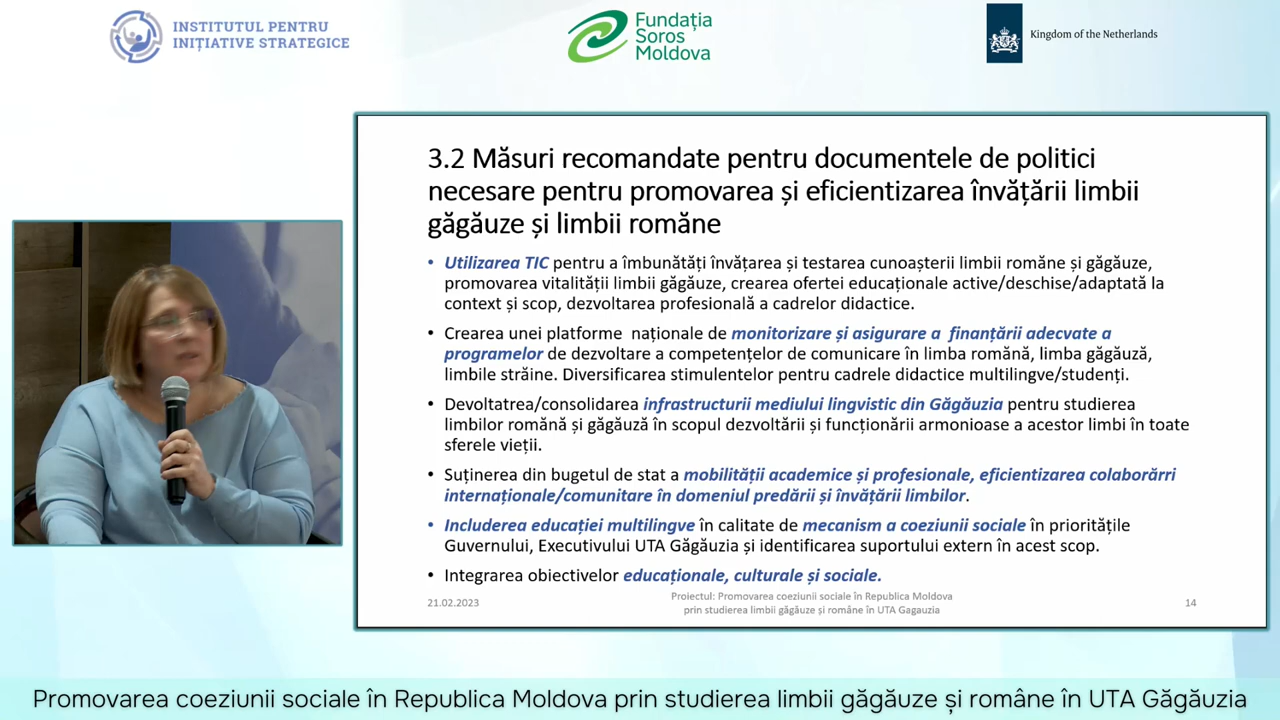 INSTITUTUL PENTRU
INIȚIATIVE STRATEGICE
Fundația
Soros
Moldova
Kingdom of the Netherlands
3.2 Măsuri recomandate pentru documentele de politici
necesare pentru promovarea și eficientizarea învățării limbii
găgăuze și limbii române
• Utilizarea TIC pentru a îmbunătăți învățarea și testarea cunoașterii limbii române și găgăuze,
promovarea vitalității limbii găgăuze, crearea ofertei educaționale active/deschise/adaptată la
context și scop, dezvoltarea profesională a cadrelor didactice.
• Crearea unei platforme naționale de monitorizare și asigurare a finanțării adecvate a
programelor de dezvoltare a competențelor de comunicare în limba română, limba găgăuză,
limbile străine. Diversificarea stimulentelor pentru cadrele didactice multilingve/studenți.
• Devoltatrea/consolidarea infrastructurii mediului lingvistic din Găgăuzia pentru studierea
limbilor română și găgăuză în scopul dezvoltării și funcționării armonioase a acestor limbi în toate
sferele vieții.
• Suținerea din bugetul de stat a mobilității academice și profesionale, eficientizarea colaborărri
internaționale/comunitare în domeniul predării și învățării limbilor.
• Includerea educației multilingve în calitate de mecanism a coeziunii sociale în prioritățile
Guvernului, Executivului UTA Găgăuzia și identificarea suportului extern în acest scop.
• Integrarea obiectivelor educaționale, culturale și sociale.
21.02.2023
Proiectul: Promovarea coeziunii sociale în Republica Moldova
prin studierea limbii găgăuze și române în UTA Gagauzia
14
Promovarea coeziunii sociale în Republica Moldova prin studierea limbii găgăuze și române în UTA Găgăuzia